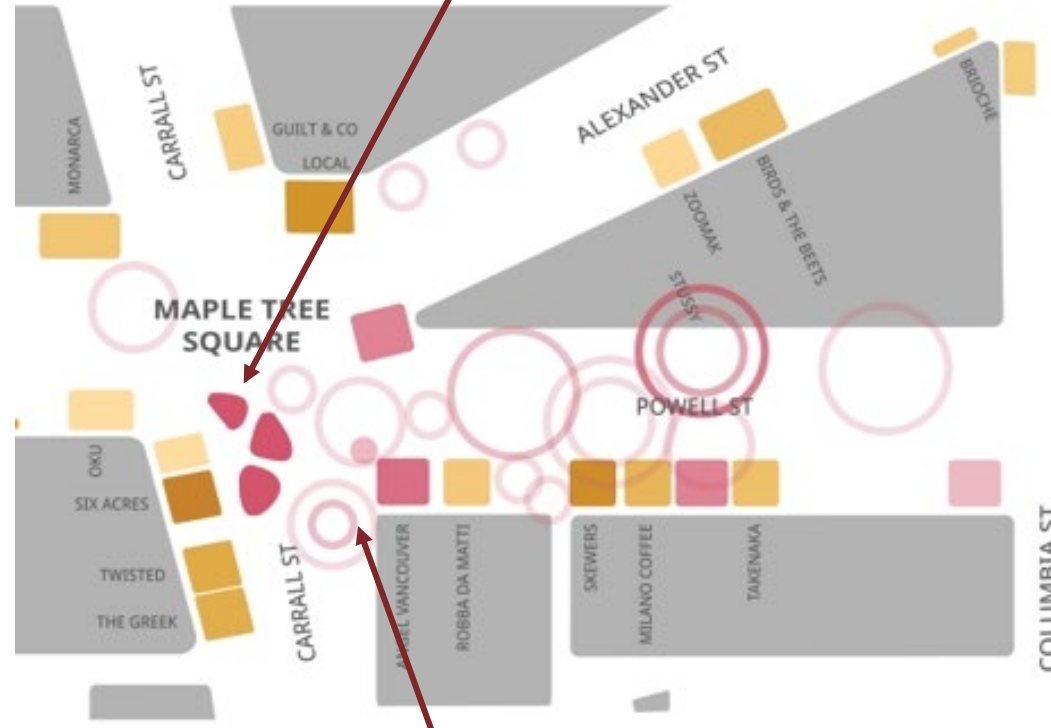 MONARCA
CARRALL ST
GUILT & CO
LOCAL
ALEXANDER ST
BRIOCHE
ZOOMAK
BIRDS & THE BEETS
STUSSY
MAPLE TREE
SQUARE
POWELL ST
OKU
SIX ACRES
TWISTED
THE GREEK
CARRALL ST
ANGEL VANCOUVER
ROBBA DA MATTI
SKEWERS
MILANO COFFEE
TAKENAKA
COLUMBIA ST